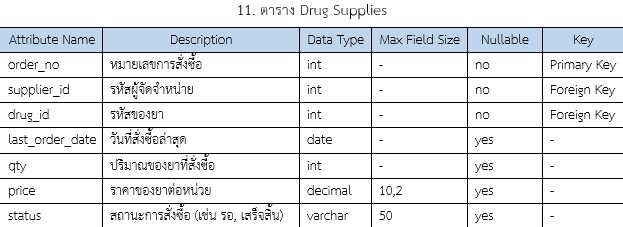 11. ตาราง Drug Supplies
Attribute Name Description Data Type Max Field Size Nullable Key
order_no หมายเลขการสั่งซื้อ int - no Primary Key
supplier_id รหัสผู้จัดจำหน่าย int - no Foreign Key
drug_id รหัสของยา int - no Foreign Key
last_order_date วันที่สั่งซื้อล่าสุด date - yes -
qty ปริมาณของยาที่สั่งซื้อ int - yes -
price ราคาของยาต่อหน่วย decimal 10,2 yes -
status สถานะการสั่งซื้อ (เช่น รอ, เสร็จสิ้น) varchar 50 yes -